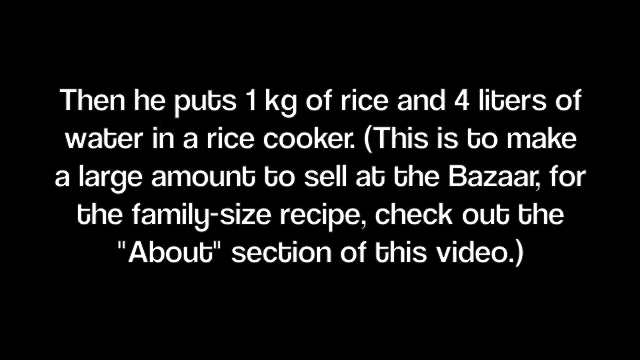 Then he puts 1 kg of rice and 4 liters of
water in a rice cooker. (This is to make
a large amount to sell at the Bazaar, for
the family-size recipe, check out the
"About" section of this video.)